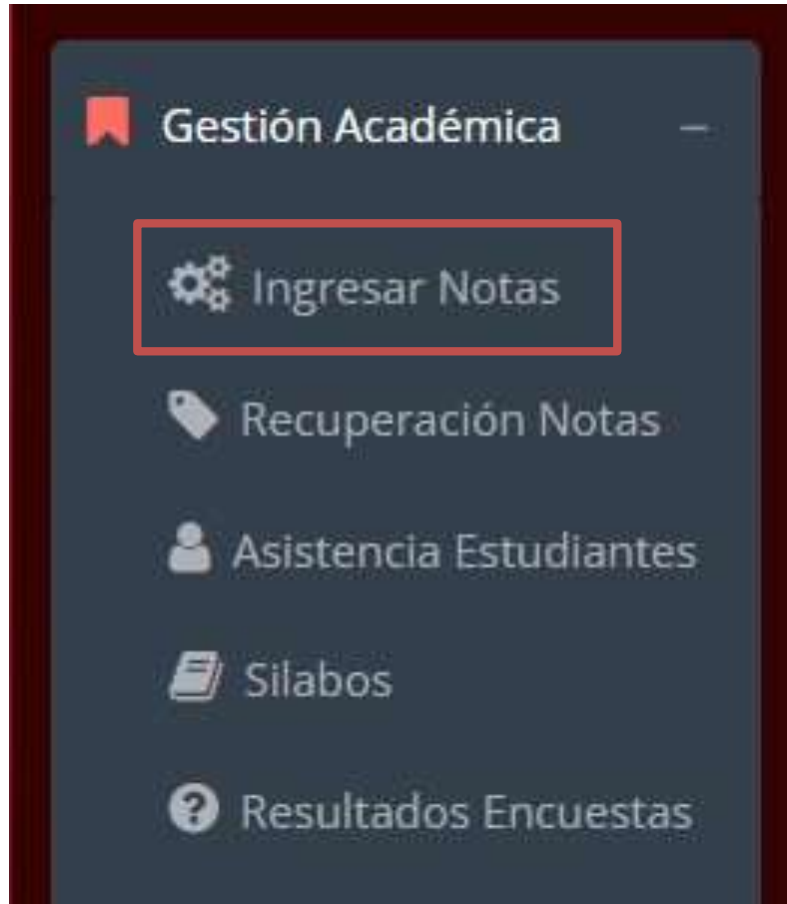 Gestión Académica
Ingresar Notas
Recuperación Notas
Asistencia Estudiantes
Silabos
Resultados Encuestas